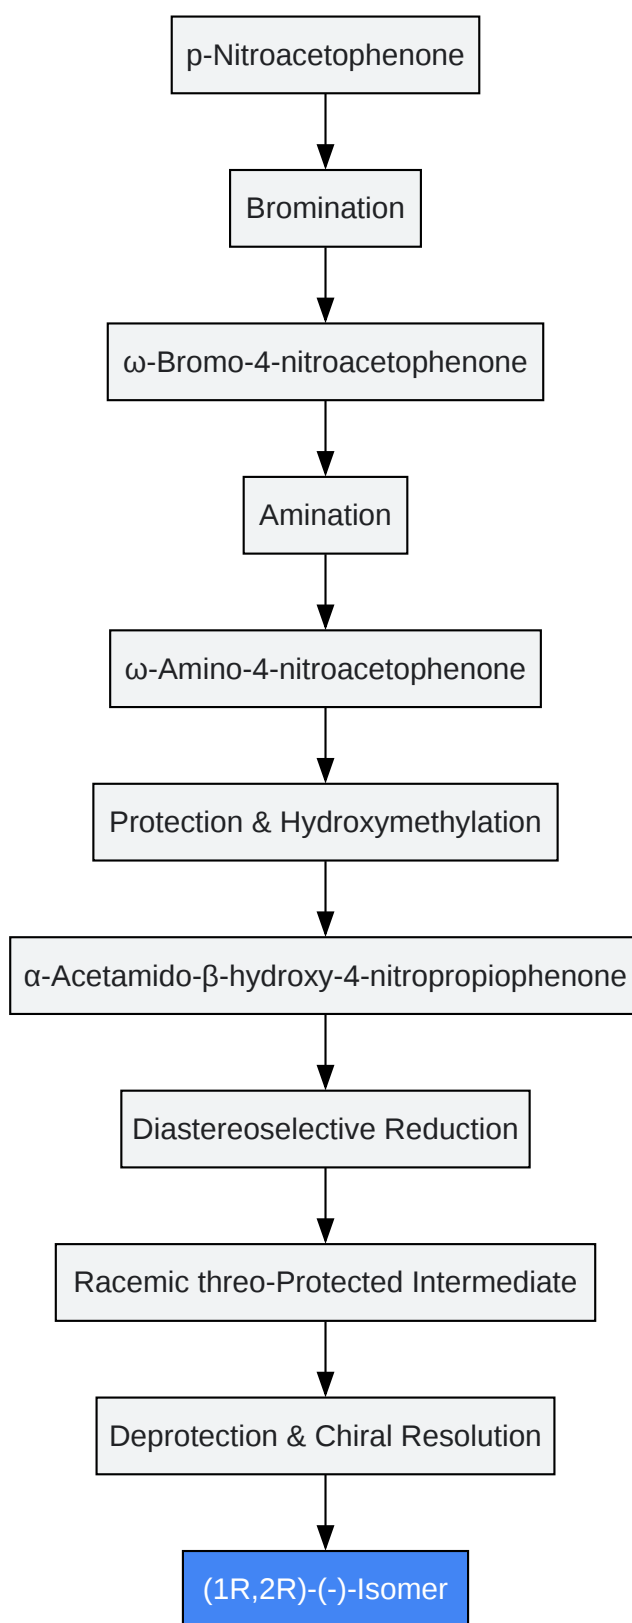 p-Nitroacetophenone
Bromination
ω-Bromo-4-nitroacetophenone
Amination
ω-Amino-4-nitroacetophenone
Protection & Hydroxymethylation
α-Acetamido-β-hydroxy-4-nitropropiophenone
Diastereoselective Reduction
Racemic threo-Protected Intermediate
Deprotection & Chiral Resolution
(1R,2R)-(-)-Isomer